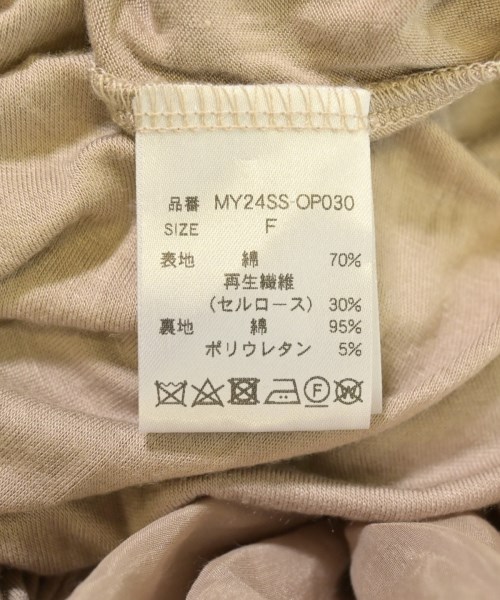 品番 MY24SS-OP030
SIZE F
表地 綿 70%
再生繊維
(セルロース) 30%
裏地 綿 95%
ポリウレタン 5%
F W